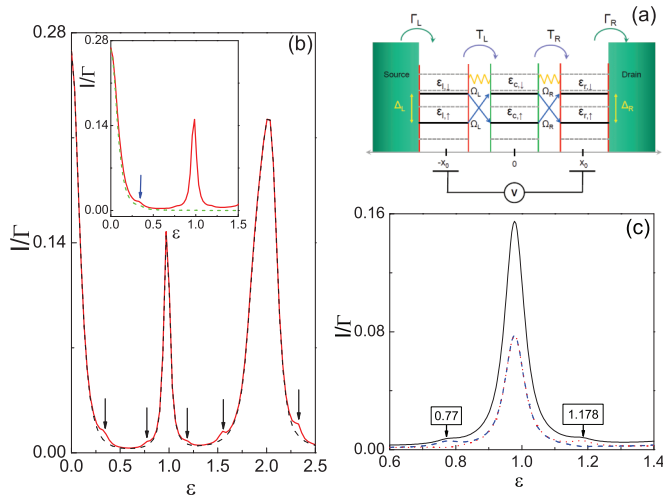 (a)
Γ_L
T_L
T_R
Γ_R
Source
Drain
ε_l,↓
ε_c,↓
ε_r,↓
Δ_L
Ω_L
Ω_R
Δ_R
ε_l,↑
ε_c,↑
ε_r,↑
Ω_L
Ω_R
-x_0
0
x_0
V
(b)
I/Γ
0.28
0.14
0.00
0.0
0.5
1.0
1.5
2.0
2.5
ε
I/Γ
0.28
0.14
0.00
0.0
0.5
1.0
1.5
ε
(c)
I/Γ
0.16
0.08
0.00
0.77
1.178
0.6
0.8
1.0
1.2
1.4
ε